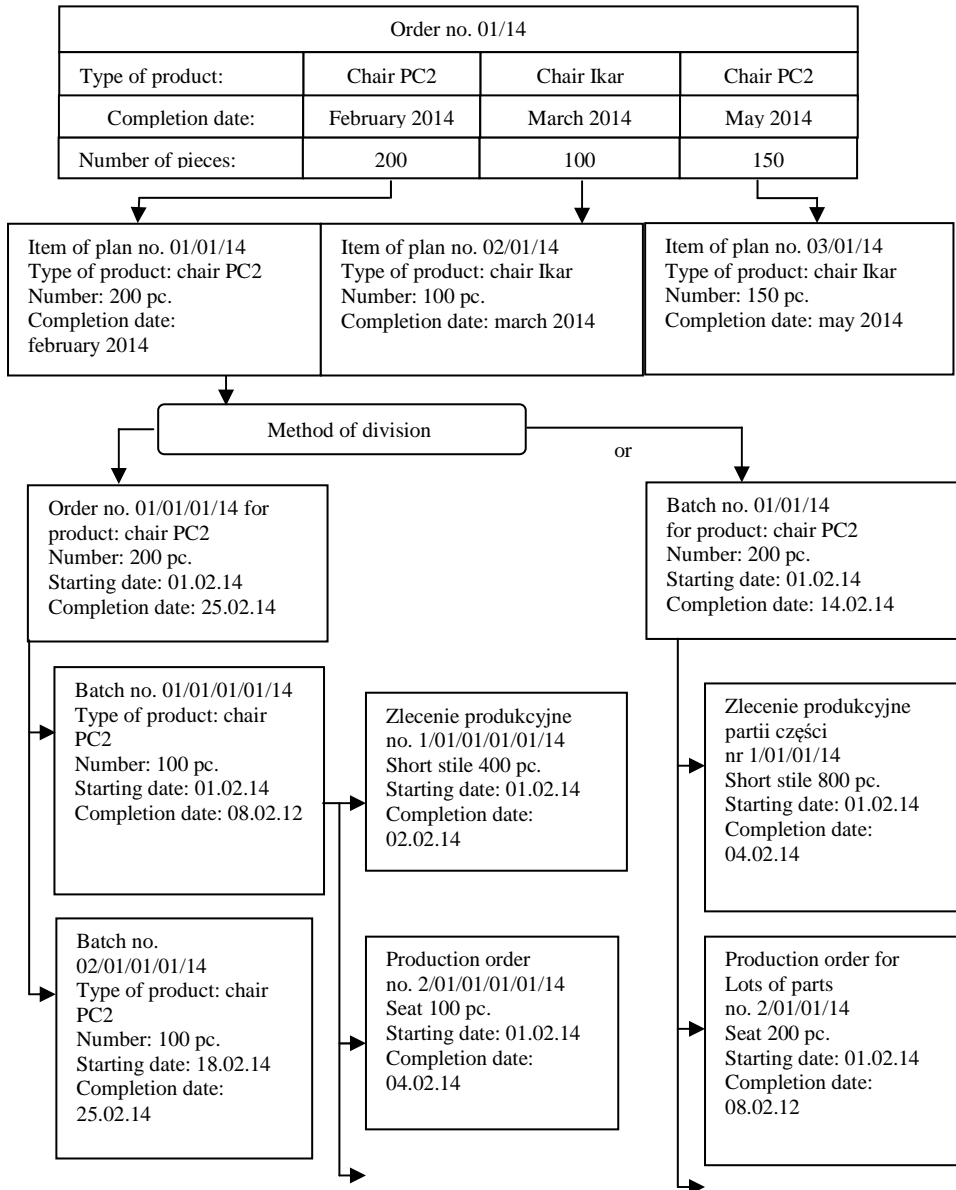 Order no. 01/14
Type of product: Chair PC2 Chair Ikar Chair PC2
Completion date: February 2014 March 2014 May 2014
Number of pieces: 200 100 150
Item of plan no. 01/01/14
Type of product: chair PC2
Number: 200 pc.
Completion date:
february 2014
Item of plan no. 02/01/14
Type of product: chair Ikar
Number: 100 pc.
Completion date: march 2014
Item of plan no. 03/01/14
Type of product: chair Ikar
Number: 150 pc.
Completion date: may 2014
Method of division
or
Order no. 01/01/01/14 for
product: chair PC2
Number: 200 pc.
Starting date: 01.02.14
Completion date: 25.02.14
Batch no. 01/01/14
for product: chair PC2
Number: 200 pc.
Starting date: 01.02.14
Completion date: 14.02.14
Batch no. 01/01/01/01/14
Type of product: chair
PC2
Number: 100 pc.
Starting date: 01.02.14
Completion date: 08.02.12
Zlecenie produkcyjne
no. 1/01/01/01/01/14
Short stile 400 pc.
Starting date: 01.02.14
Completion date:
02.02.14
Zlecenie produkcyjne
partii części
nr 1/01/01/14
Short stile 800 pc.
Starting date: 01.02.14
Completion date:
04.02.14
Batch no.
02/01/01/01/14
Type of product: chair
PC2
Number: 100 pc.
Starting date: 18.02.14
Completion date:
25.02.14
Production order
no. 2/01/01/01/01/14
Seat 100 pc.
Starting date: 01.02.14
Completion date:
04.02.14
Production order for
Lots of parts
no. 2/01/01/14
Seat 200 pc.
Starting date: 01.02.14
Completion date:
08.02.12